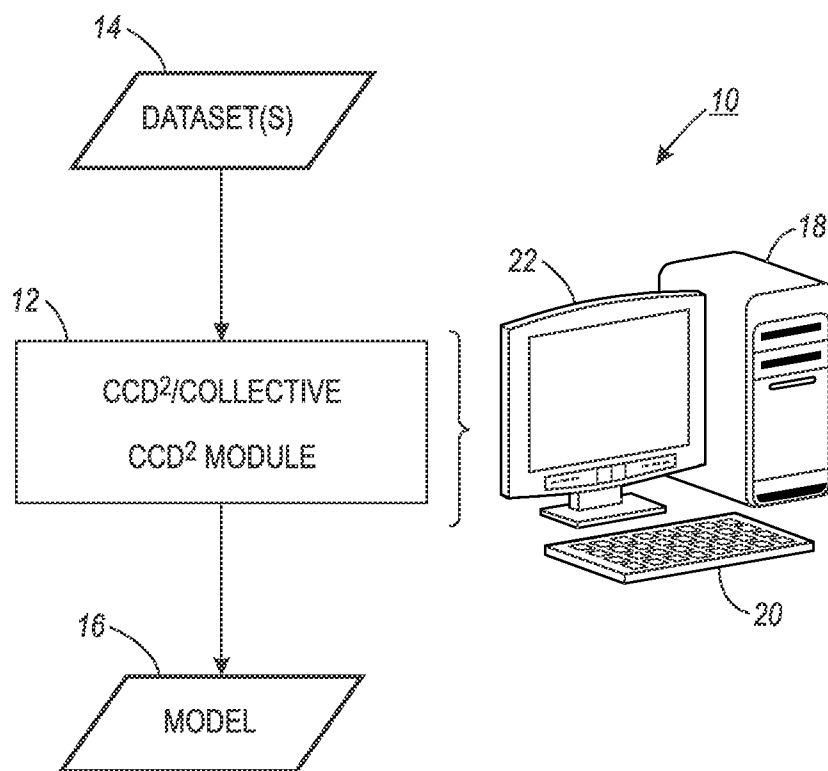 14
DATASET(S)
10
18
22
12
CCD²/COLLECTIVE
CCD² MODULE
20
16
MODEL